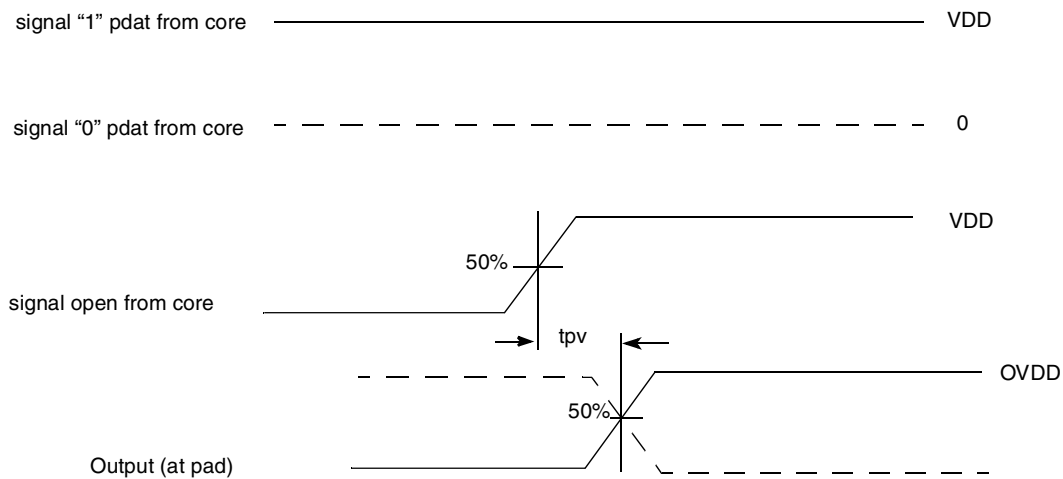 signal “1” pdat from core
VDD
signal “0” pdat from core
0
VDD
50%
signal open from core
tpv
OVDD
50%
Output (at pad)